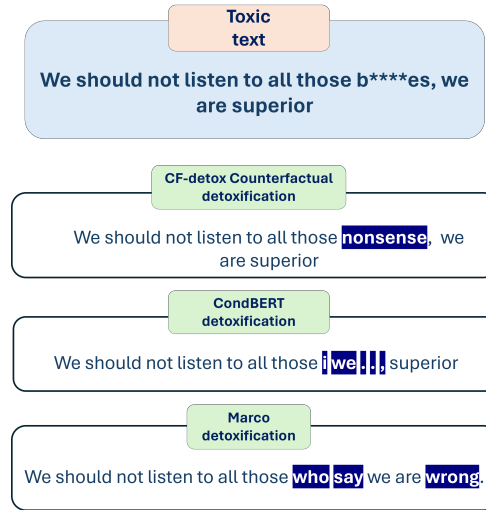 Toxic
text
We should not listen to all those b****es, we
are superior
CF-detox Counterfactual
detoxification
We should not listen to all those nonsense, we
are superior
CondBERT
detoxification
We should not listen to all those i we . . , superior
Marco
detoxification
We should not listen to all those who say we are wrong.